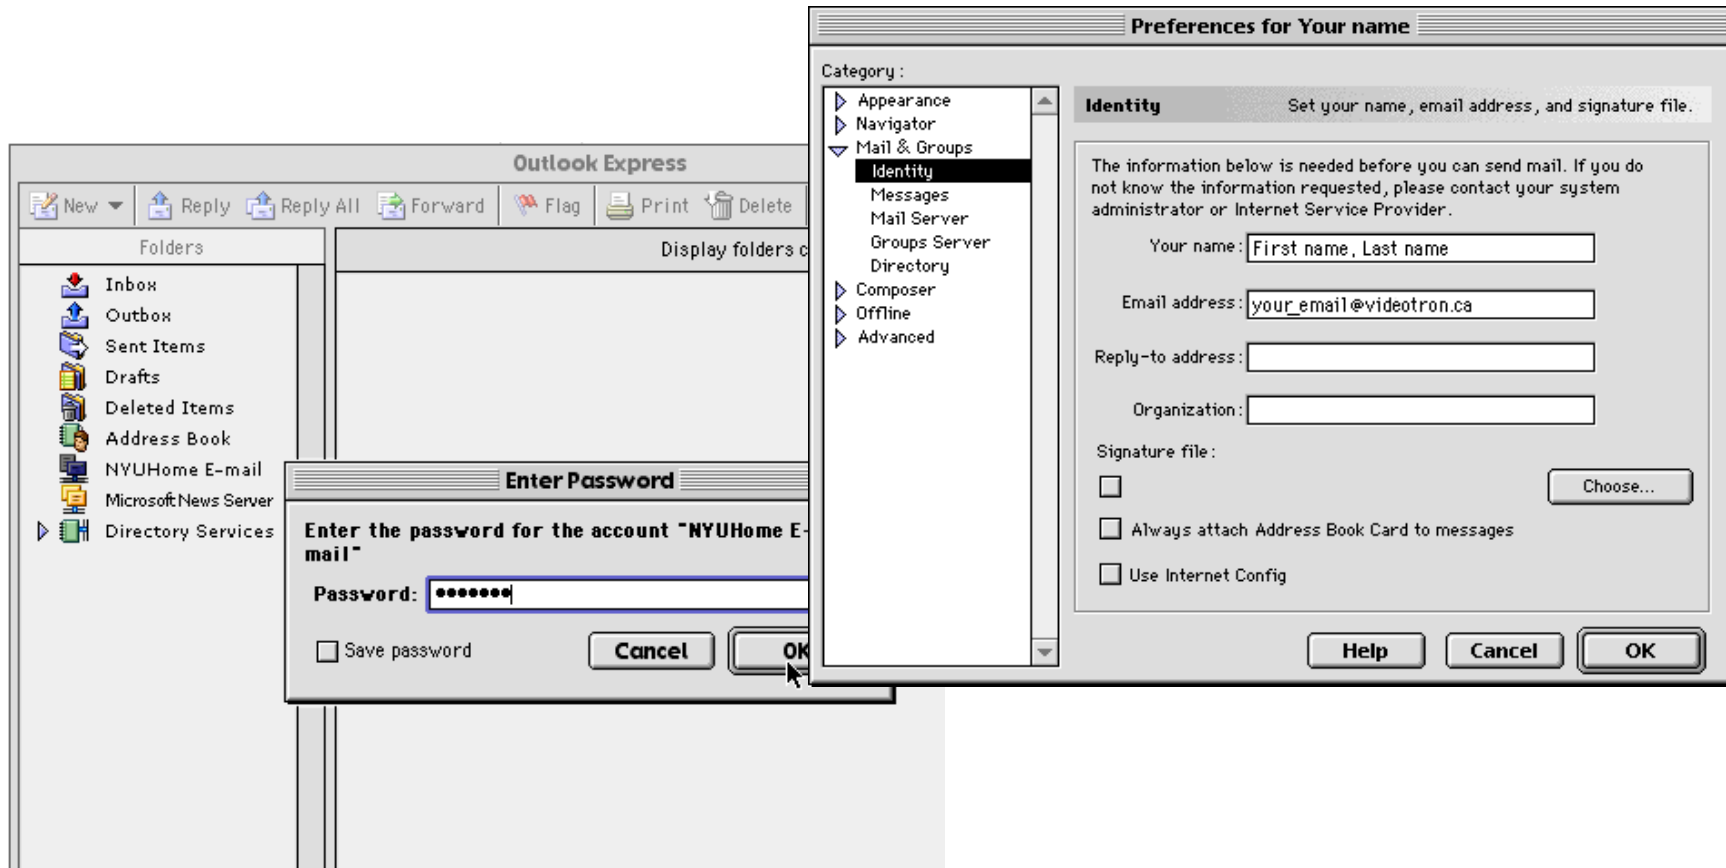 Outlook Express
New Reply Reply All Forward Flag Print Delete
Folders
Display folders c
Inbox
Outbox
Sent Items
Drafts
Deleted Items
Address Book
NYUHome E-mail
Microsoft News Server
Directory Services
Enter Password
Enter the password for the account "NYUHome E-
mail"
Password: •••••••
Save password
Cancel
OK
Preferences for Your name
Category :
Appearance
Navigator
Mail & Groups
Identity
Messages
Mail Server
Groups Server
Directory
Composer
Offline
Advanced
Identity Set your name, email address, and signature file.
The information below is needed before you can send mail. If you do
not know the information requested, please contact your system
administrator or Internet Service Provider.
Your name : First name, Last name
Email address : your_email@videotron.ca
Reply-to address :
Organization :
Signature file :
Choose...
Always attach Address Book Card to messages
Use Internet Config
Help Cancel OK